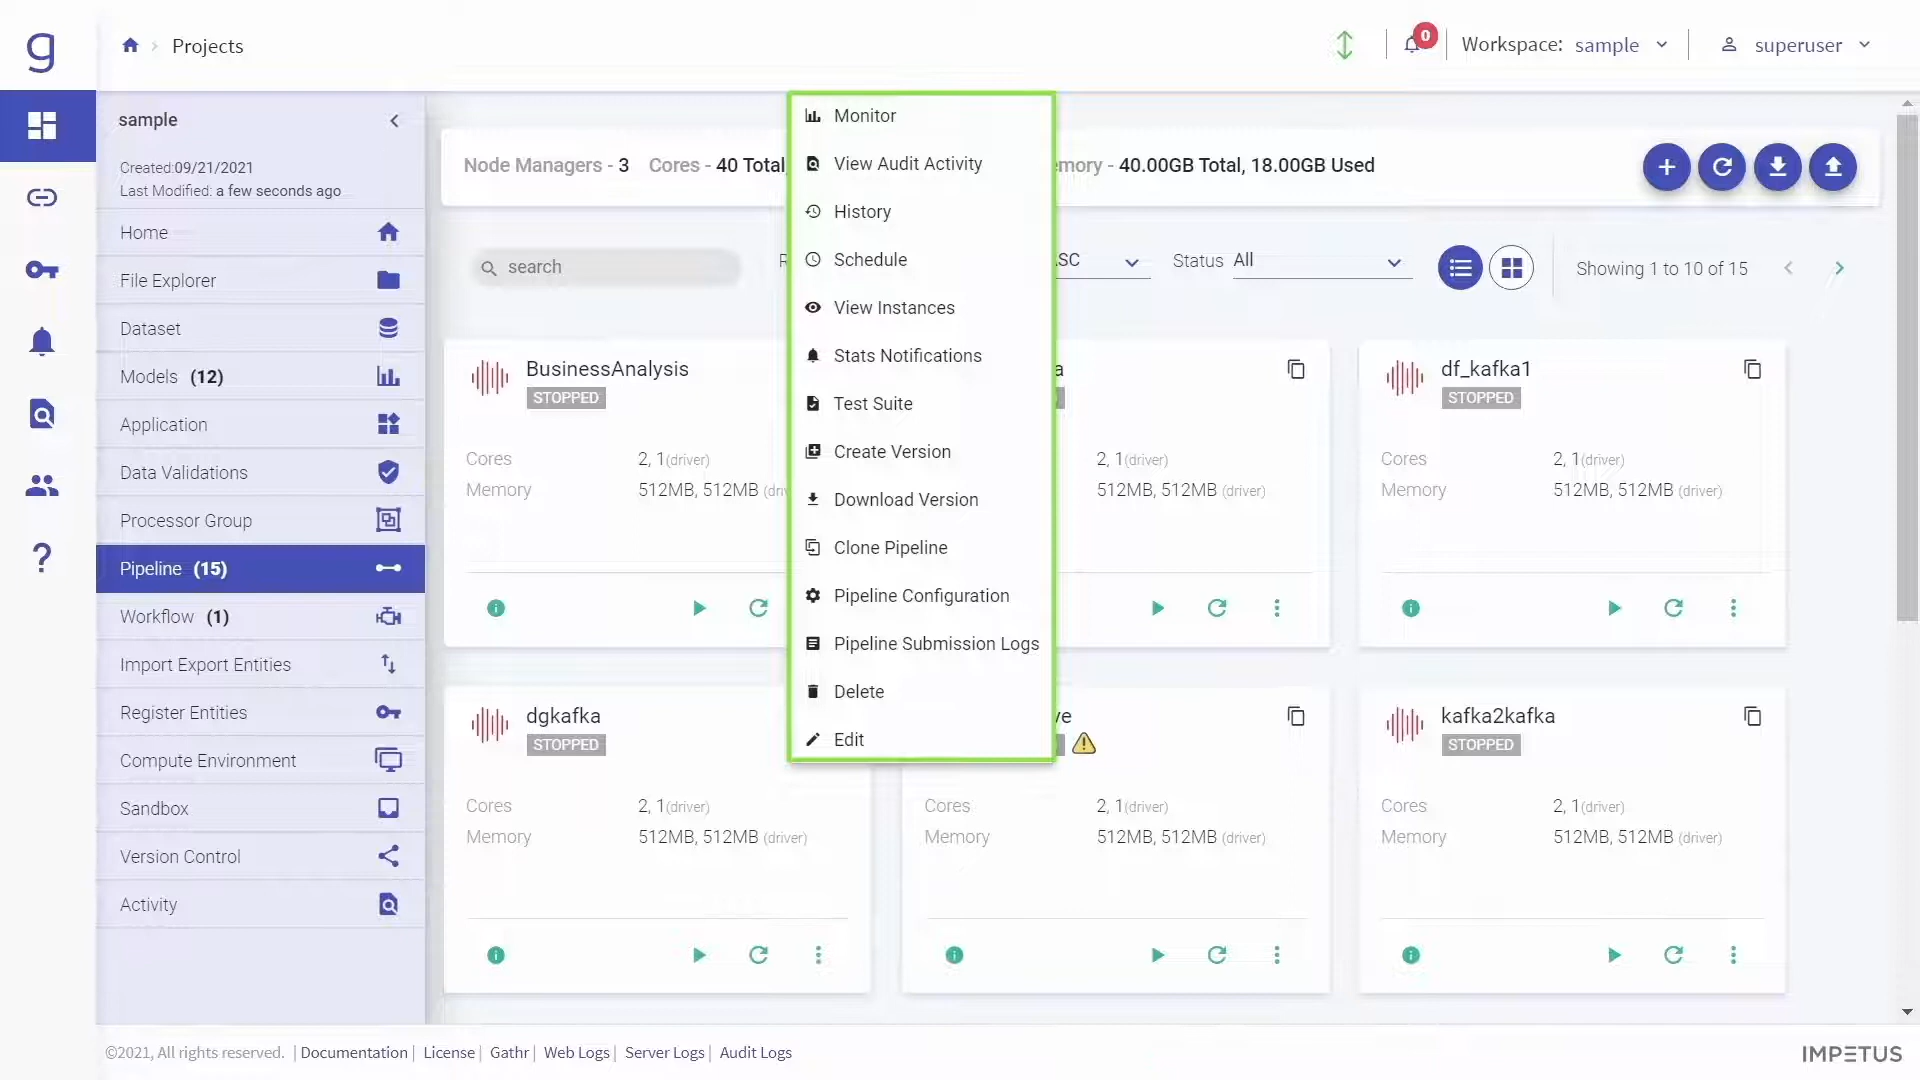 g
Projects
0
Workspace: sample
superuser
sample
Created:09/21/2021
Last Modified: a few seconds ago
Home
File Explorer
Dataset
Models (12)
Application
Data Validations
Processor Group
Pipeline (15)
Workflow (1)
Import Export Entities
Register Entities
Compute Environment
Sandbox
Version Control
Activity
Node Managers - 3 Cores - 40 Total,
emory - 40.00GB Total, 18.00GB Used
search
SC
Status All
Showing 1 to 10 of 15
Monitor
View Audit Activity
History
Schedule
View Instances
Stats Notifications
Test Suite
Create Version
Download Version
Clone Pipeline
Pipeline Configuration
Pipeline Submission Logs
Delete
Edit
BusinessAnalysis
STOPPED
Cores 2, 1(driver)
Memory 512MB, 512MB (driv
a
2, 1(driver)
512MB, 512MB (driver)
df_kafka1
STOPPED
Cores 2, 1(driver)
Memory 512MB, 512MB (driver)
dgkafka
STOPPED
Cores 2, 1(driver)
Memory 512MB, 512MB (driver)
ve
Cores 2, 1(driver)
Memory 512MB, 512MB (driver)
kafka2kafka
STOPPED
Cores 2, 1(driver)
Memory 512MB, 512MB (driver)
©2021, All rights reserved. | Documentation | License | Gathr | Web Logs | Server Logs | Audit Logs
IMPETUS